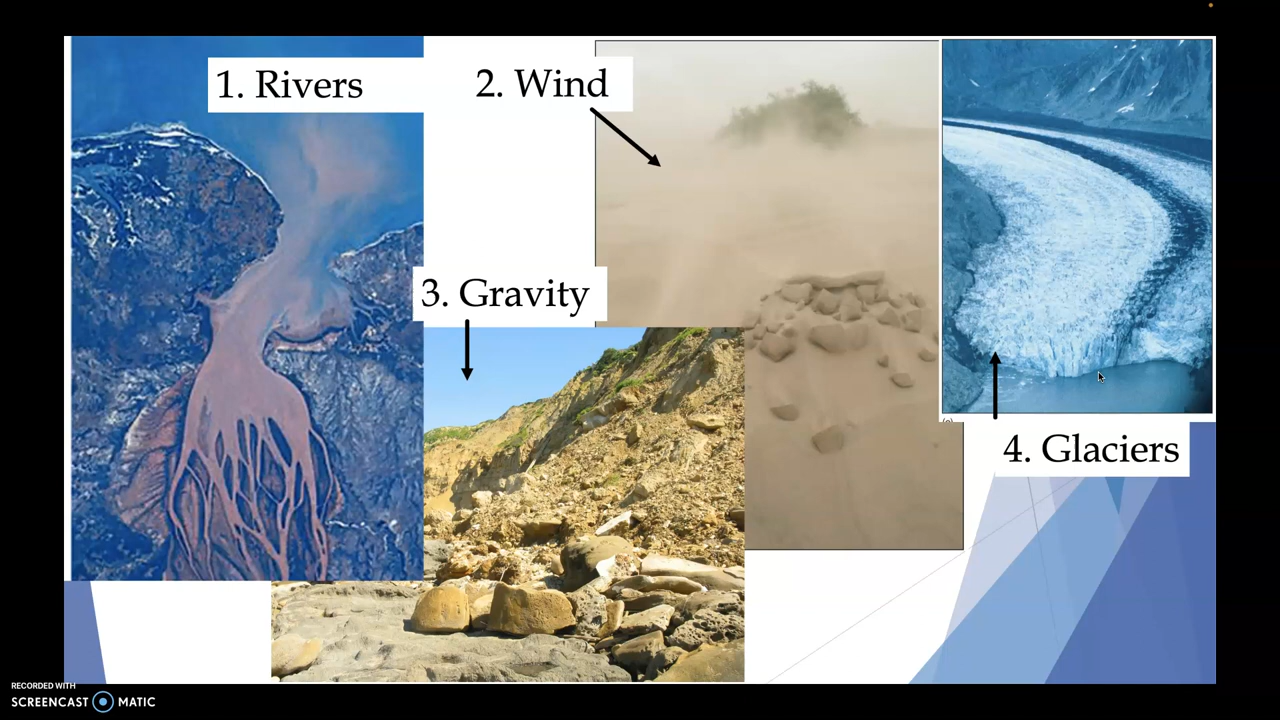 1. Rivers
2. Wind
3. Gravity
4. Glaciers
RECORDED WITH
SCREENCAST MATIC